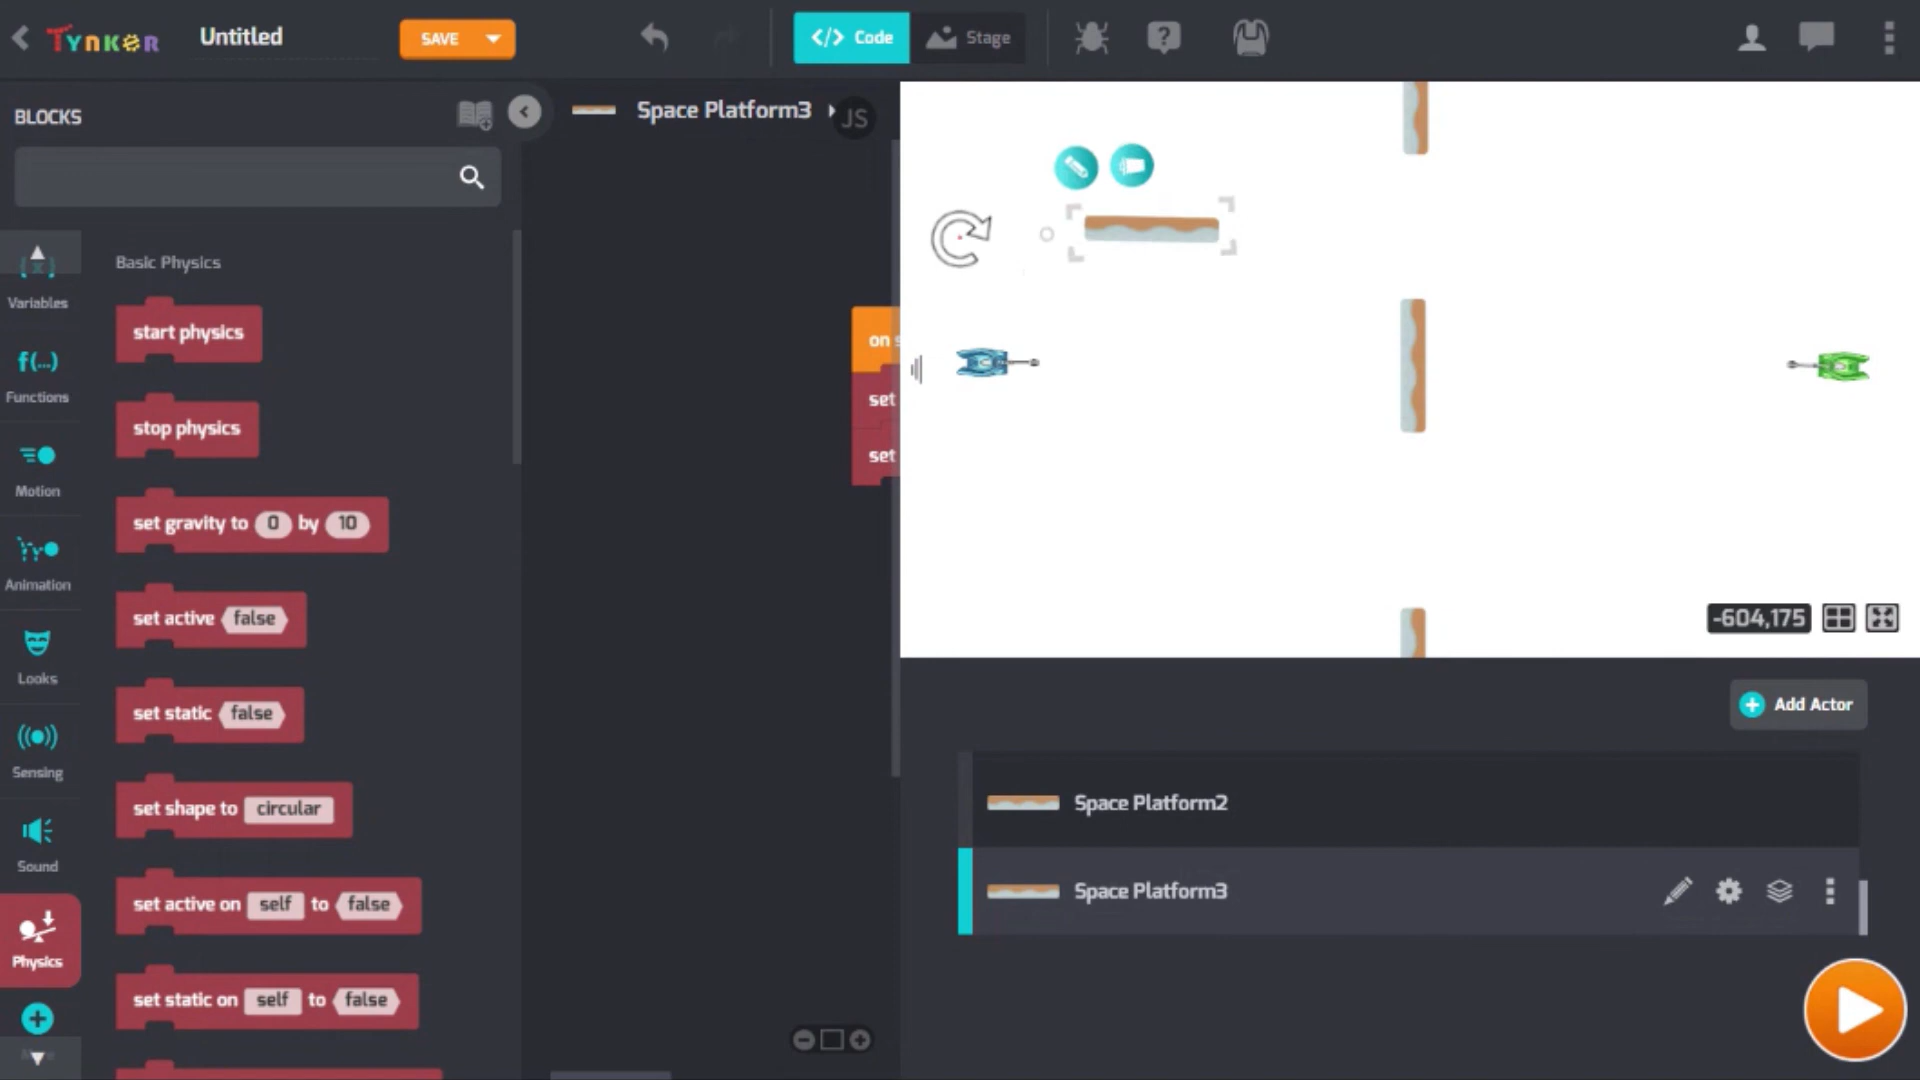 TYNKER
Untitled
SAVE
</> Code
Stage
?
BLOCKS
Space Platform3
JS
Basic Physics
Variables
Functions
Motion
Animation
Looks
Sensing
Sound
Physics
{x}
f(...)
start physics
stop physics
set gravity to 0 by 10
set active false
set static false
set shape to circular
set active on self to false
set static on self to false
on
set
set
-604,175
Add Actor
Space Platform2
Space Platform3